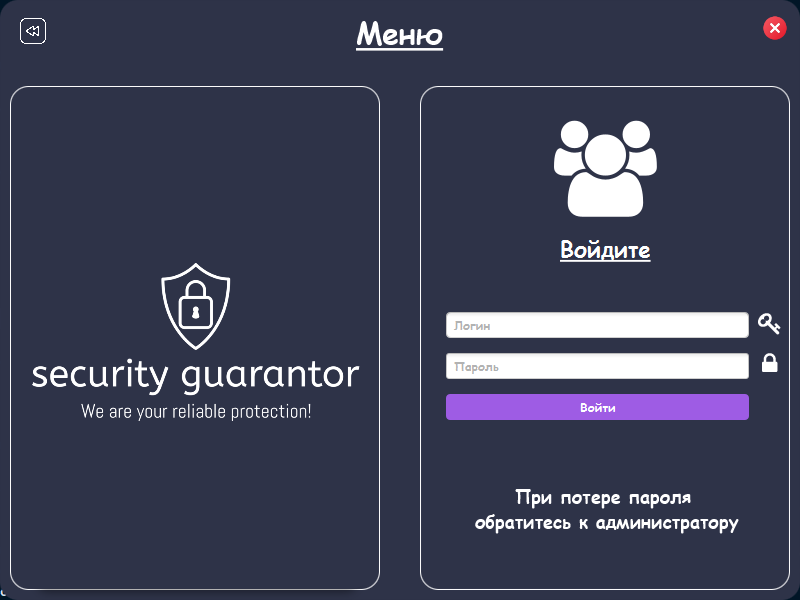 Меню
security guarantor
We are your reliable protection!
Войдите
Логин
Пароль
Войти
При потере пароля
обратитесь к администратору